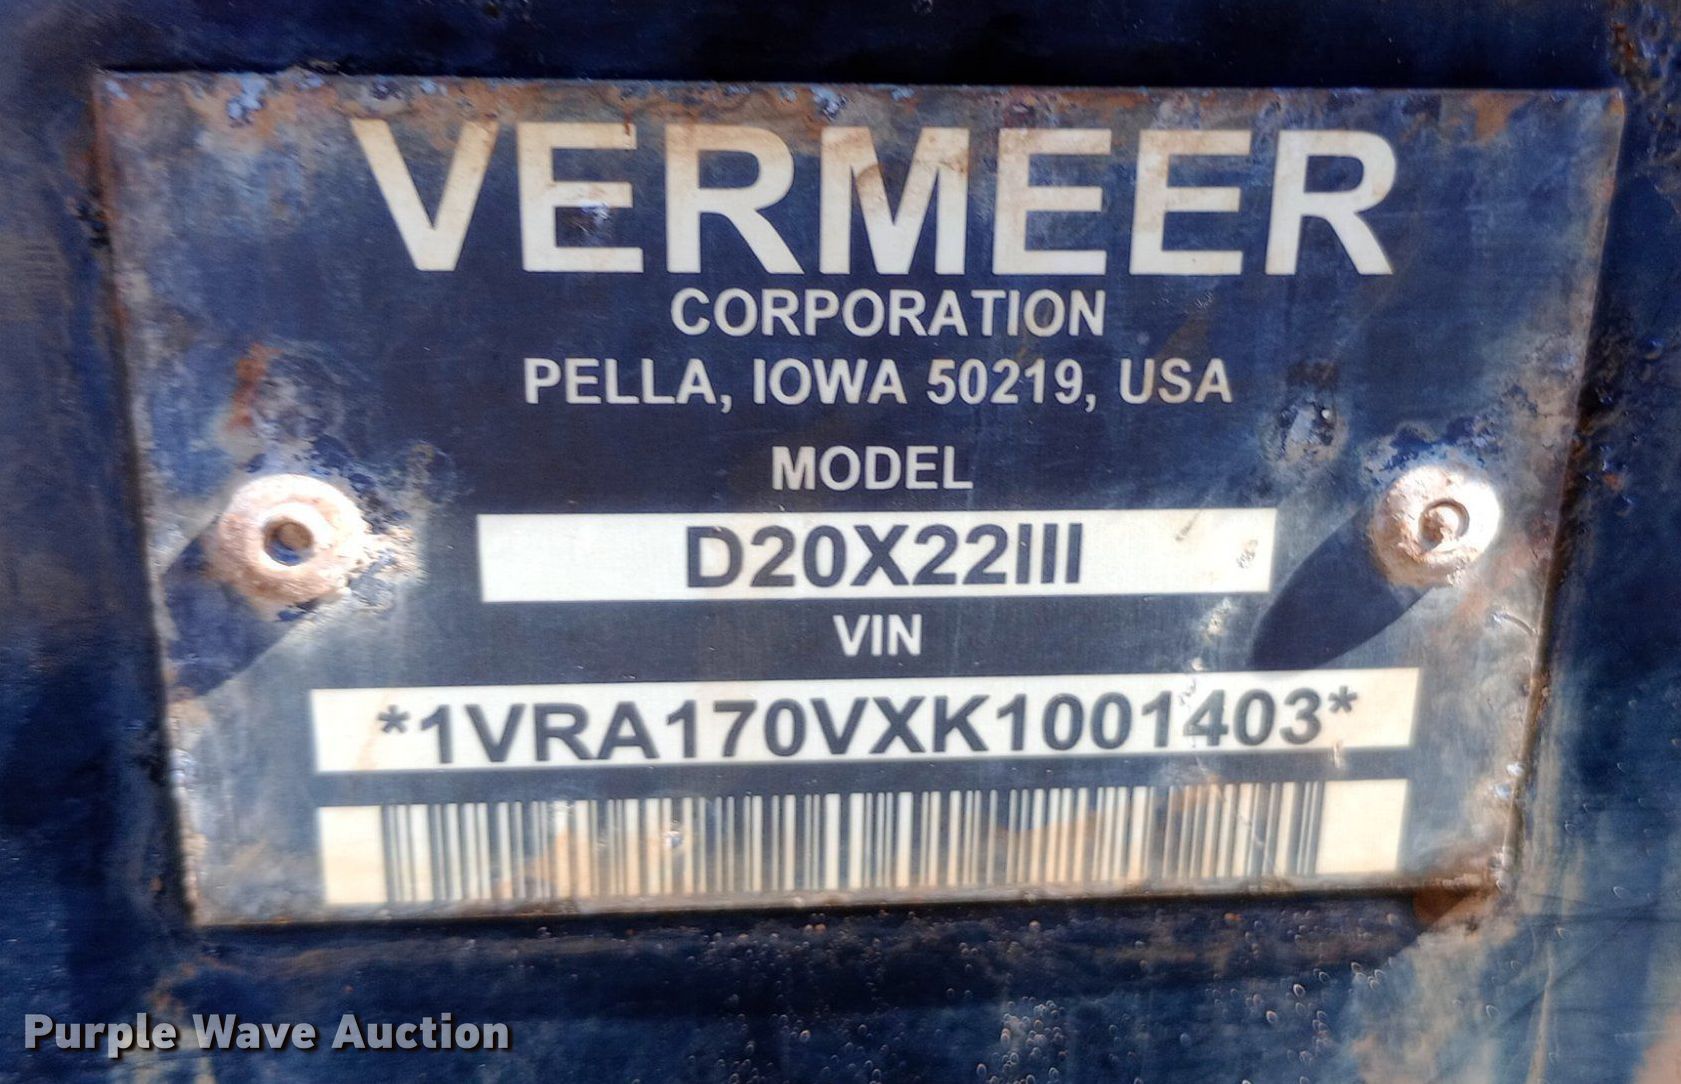 VERMEER
CORPORATION
PELLA, IOWA 50219, USA
MODEL
D20X22III
VIN
*1VRA170VXK1001403*
Purple Wave Auction